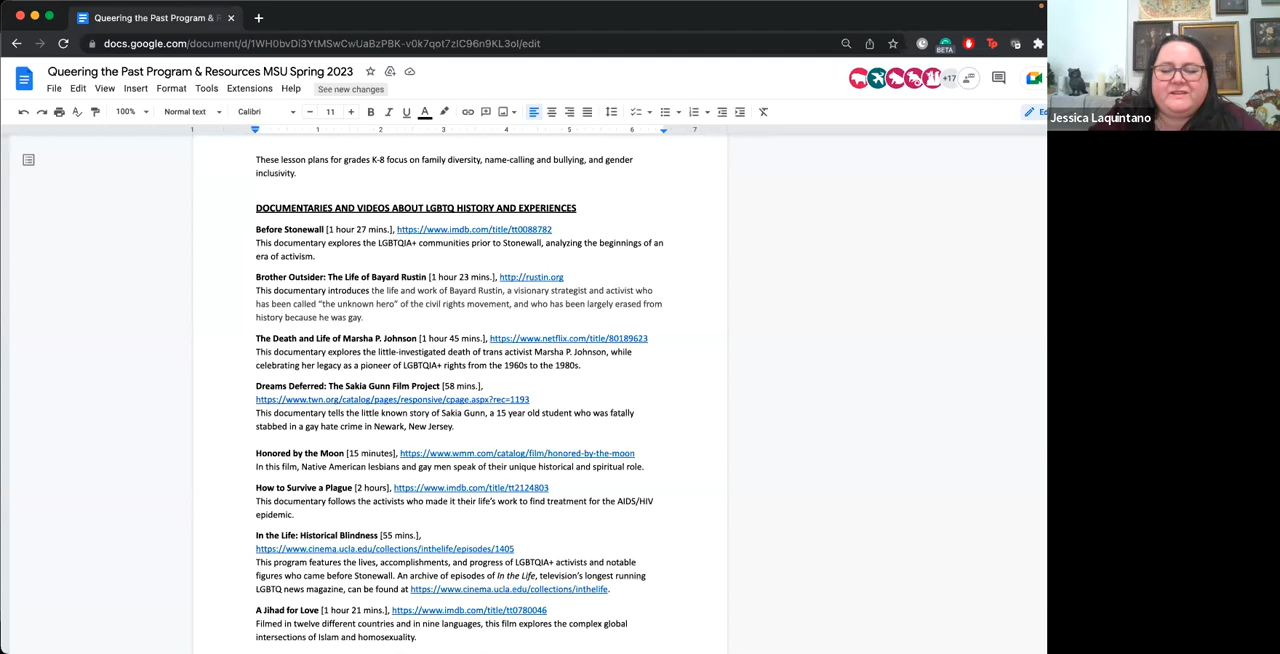 Queering the Past Program & R
docs.google.com/document/d/1WH0bvDi3YtMSwCwUaBzPBK-v0k7qot7zIC96n9KL3oI/edit
BETA
Queering the Past Program & Resources MSU Spring 2023
File Edit View Insert Format Tools Extensions Help See new changes
+17
100% Normal text Calibri 11
1 1 2 3 4 5 6 7
These lesson plans for grades K-8 focus on family diversity, name-calling and bullying, and gender
inclusivity.
DOCUMENTARIES AND VIDEOS ABOUT LGBTQ HISTORY AND EXPERIENCES
Before Stonewall [1 hour 27 mins.], https://www.imdb.com/title/tt0088782
This documentary explores the LGBTQIA+ communities prior to Stonewall, analyzing the beginnings of an
era of activism.
Brother Outsider: The Life of Bayard Rustin [1 hour 23 mins.], http://rustin.org
This documentary introduces the life and work of Bayard Rustin, a visionary strategist and activist who
has been called “the unknown hero” of the civil rights movement, and who has been largely erased from
history because he was gay.
The Death and Life of Marsha P. Johnson [1 hour 45 mins.], https://www.netflix.com/title/80189623
This documentary explores the little-investigated death of trans activist Marsha P. Johnson, while
celebrating her legacy as a pioneer of LGBTQIA+ rights from the 1960s to the 1980s.
Dreams Deferred: The Sakia Gunn Film Project [58 mins.],
https://www.twn.org/catalog/pages/responsive/cpage.aspx?rec=1193
This documentary tells the little known story of Sakia Gunn, a 15 year old student who was fatally
stabbed in a gay hate crime in Newark, New Jersey.
Honored by the Moon [15 minutes], https://www.wmm.com/catalog/film/honored-by-the-moon
In this film, Native American lesbians and gay men speak of their unique historical and spiritual role.
How to Survive a Plague [2 hours], https://www.imdb.com/title/tt2124803
This documentary follows the activists who made it their life’s work to find treatment for the AIDS/HIV
epidemic.
In the Life: Historical Blindness [55 mins.],
https://www.cinema.ucla.edu/collections/inthelife/episodes/1405
This program features the lives, accomplishments, and progress of LGBTQIA+ activists and notable
figures who came before Stonewall. An archive of episodes of In the Life, television’s longest running
LGBTQ news magazine, can be found at https://www.cinema.ucla.edu/collections/inthelife.
A Jihad for Love [1 hour 21 mins.], https://www.imdb.com/title/tt0780046
Filmed in twelve different countries and in nine languages, this film explores the complex global
intersections of Islam and homosexuality.
Jessica Laquintano